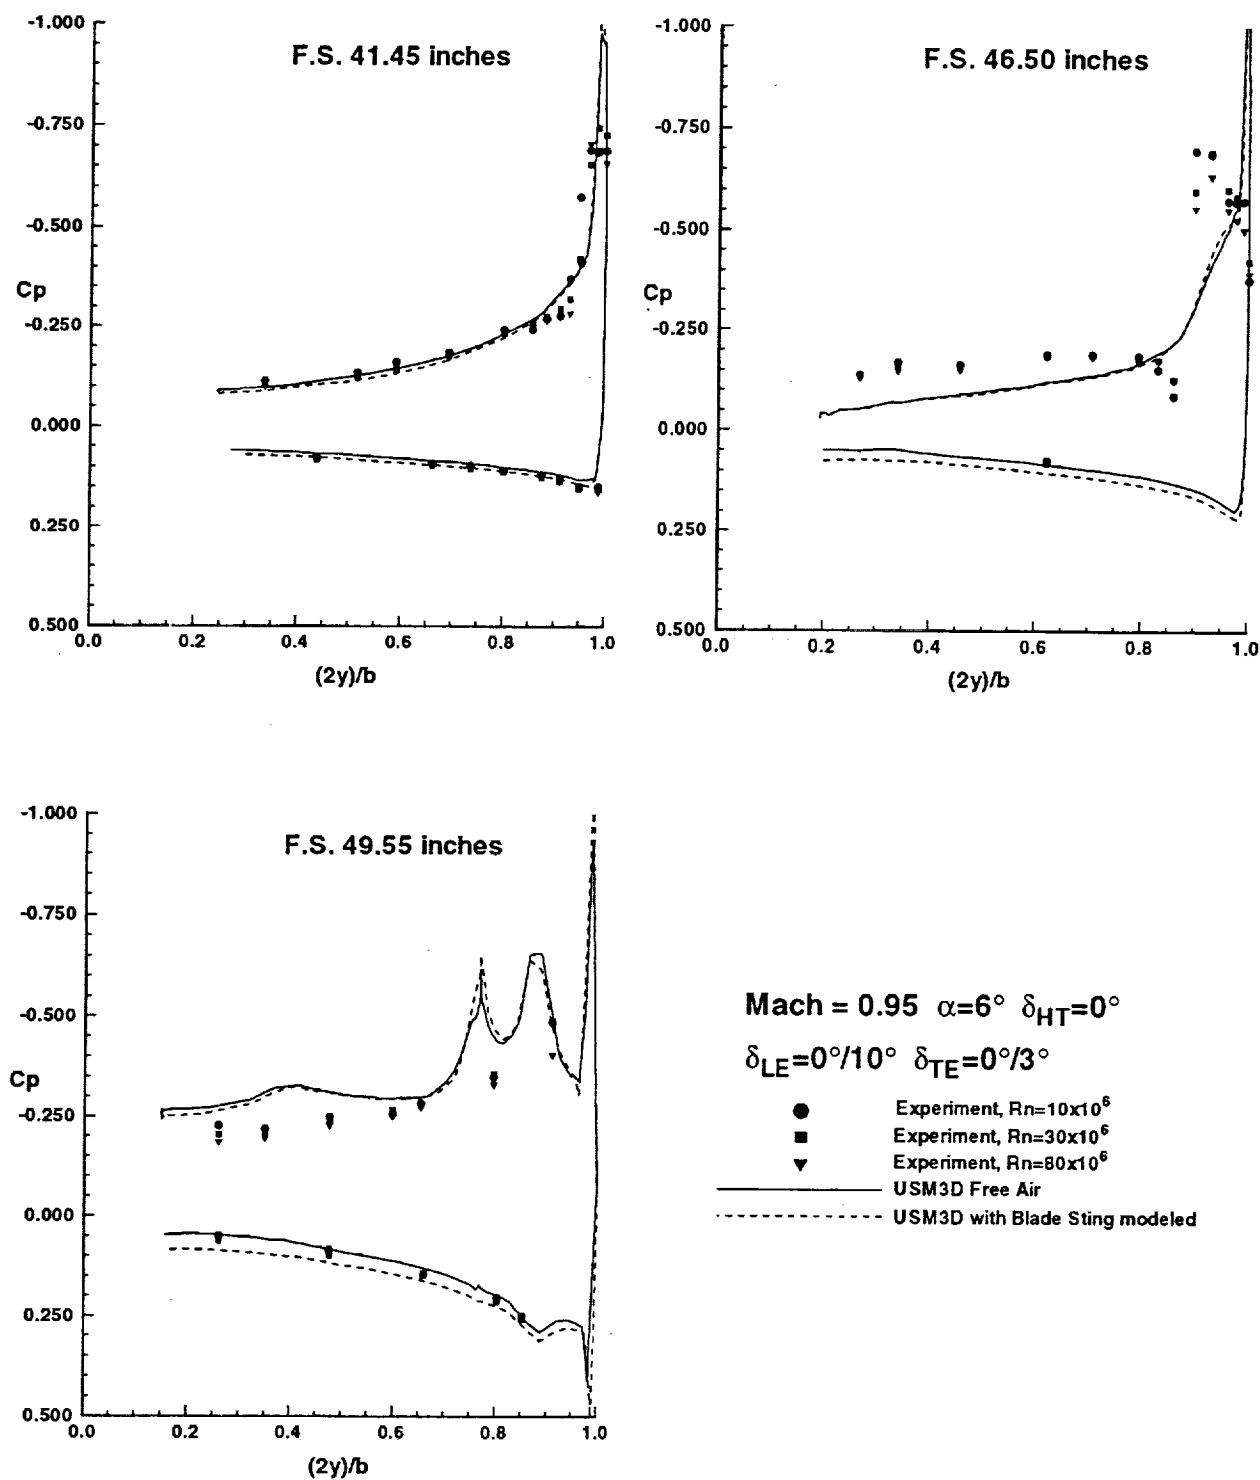 F.S. 41.45 inches
-1.000
-0.750
-0.500
Cp
-0.250
0.000
0.250
0.500
0.0 0.2 0.4 0.6 0.8 1.0
(2y)/b
F.S. 46.50 inches
-1.000
-0.750
-0.500
Cp
-0.250
0.000
0.250
0.500
0.0 0.2 0.4 0.6 0.8 1.0
(2y)/b
F.S. 49.55 inches
-1.000
-0.750
-0.500
Cp
-0.250
0.000
0.250
0.500
0.0 0.2 0.4 0.6 0.8 1.0
(2y)/b
Mach = 0.95 α=6° δHT=0°
δLE=0°/10° δTE=0°/3°
Experiment, Rn=10x10⁶
Experiment, Rn=30x10⁶
Experiment, Rn=80x10⁶
USM3D Free Air
USM3D with Blade Sting modeled